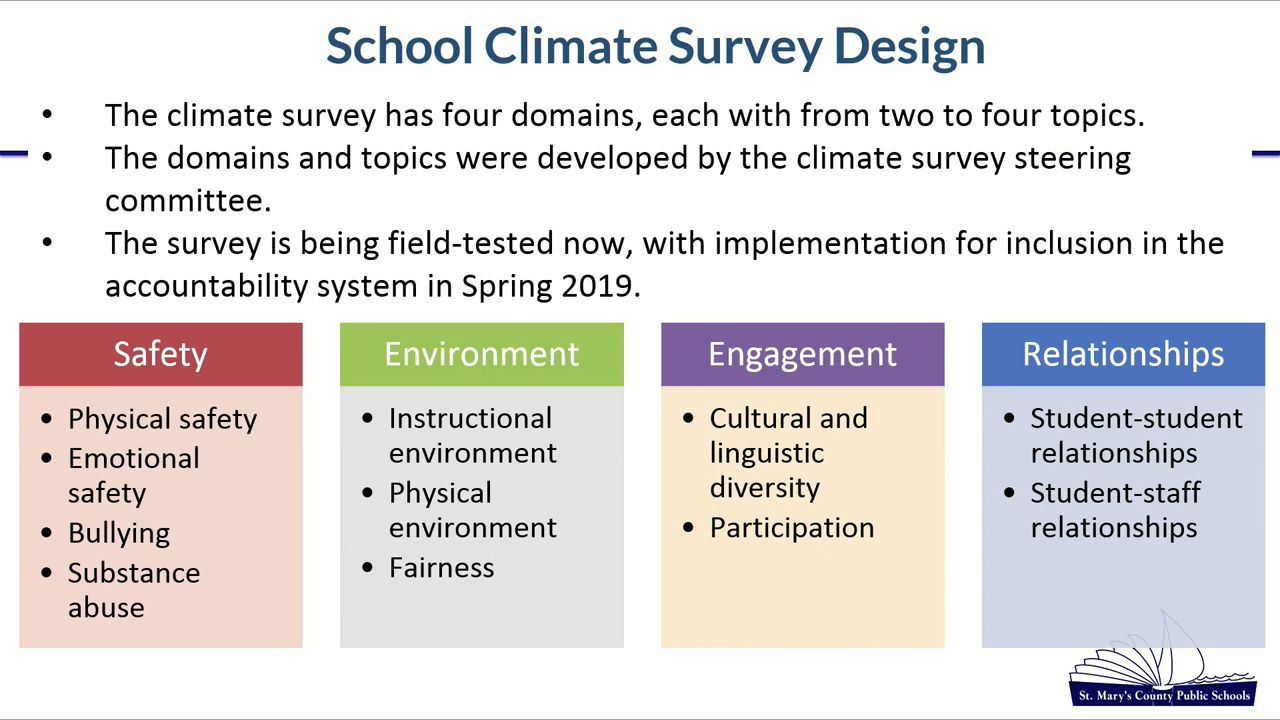 School Climate Survey Design
• The climate survey has four domains, each with from two to four topics.
• The domains and topics were developed by the climate survey steering
committee.
• The survey is being field-tested now, with implementation for inclusion in the
accountability system in Spring 2019.
Safety
• Physical safety
• Emotional
safety
• Bullying
• Substance
abuse
Environment
• Instructional
environment
• Physical
environment
• Fairness
Engagement
• Cultural and
linguistic
diversity
• Participation
Relationships
• Student-student
relationships
• Student-staff
relationships
St. Mary's County Public Schools